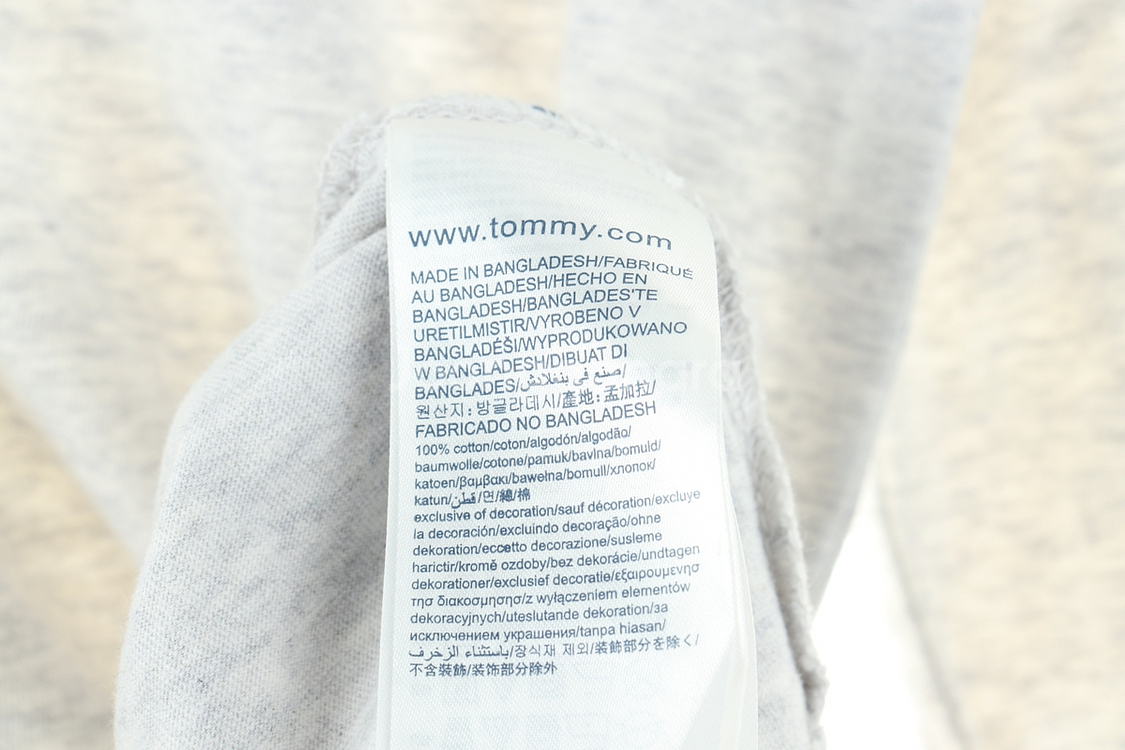 www.tommy.com
MADE IN BANGLADESH/FABRIQUÉ
AU BANGLADESH/HECHO EN
BANGLADESH/BANGLADES'TE
URETILMISTIR/VYROBENO V
BANGLADÉŠI/WYPRODUKOWANO
W BANGLADESH/DIBUAT DI
BANGLADES/صنع في بنغلادش/
원산지:방글라데시/產地:孟加拉/
FABRICADO NO BANGLADESH
100% cotton/coton/algodón/algodão/
baumwolle/cotone/pamuk/bavlna/bomuld/
katoen/βαμβακι/bawełna/bomull/хлопок/
katun/قطن/면/綿/棉
exclusive of decoration/sauf décoration/excluye
la decoración/excluindo decoração/ohne
dekoration/eccetto decorazione/susleme
harictir/kromě ozdoby/bez dekorácie/undtagen
dekorationer/exclusief decoratie/εξαιρουμενησ
τησ διακοσμησησ/z wyłączeniem elementów
dekoracyjnych/uteslutande dekoration/за
исключением украшения/tanpa hiasan/
باستثناء الزخرف/장식재 제외/装飾部分を除く/
不含裝飾/装饰部分除外